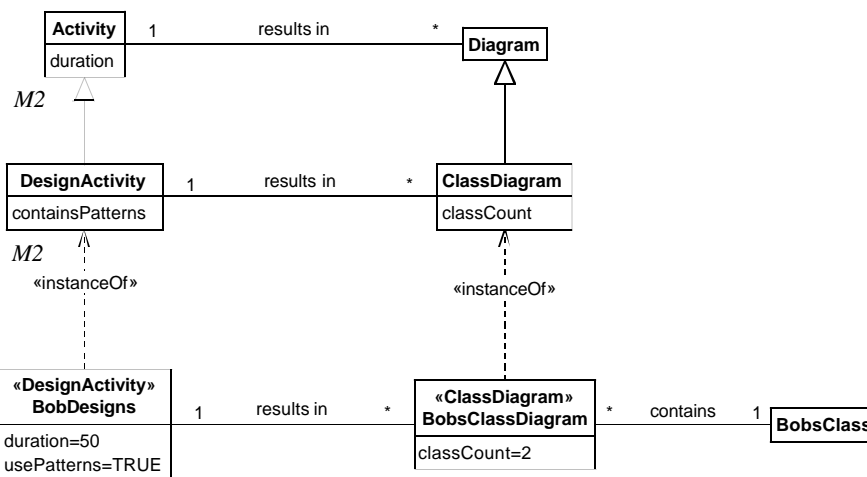 Activity
1
results in
*
Diagram
duration
M2
DesignActivity
1
results in
*
ClassDiagram
containsPatterns
classCount
M2
«instanceOf»
«instanceOf»
«DesignActivity»
BobDesigns
1
results in
*
«ClassDiagram»
BobsClassDiagram
*
contains
1
BobsClass
duration=50
usePatterns=TRUE
classCount=2